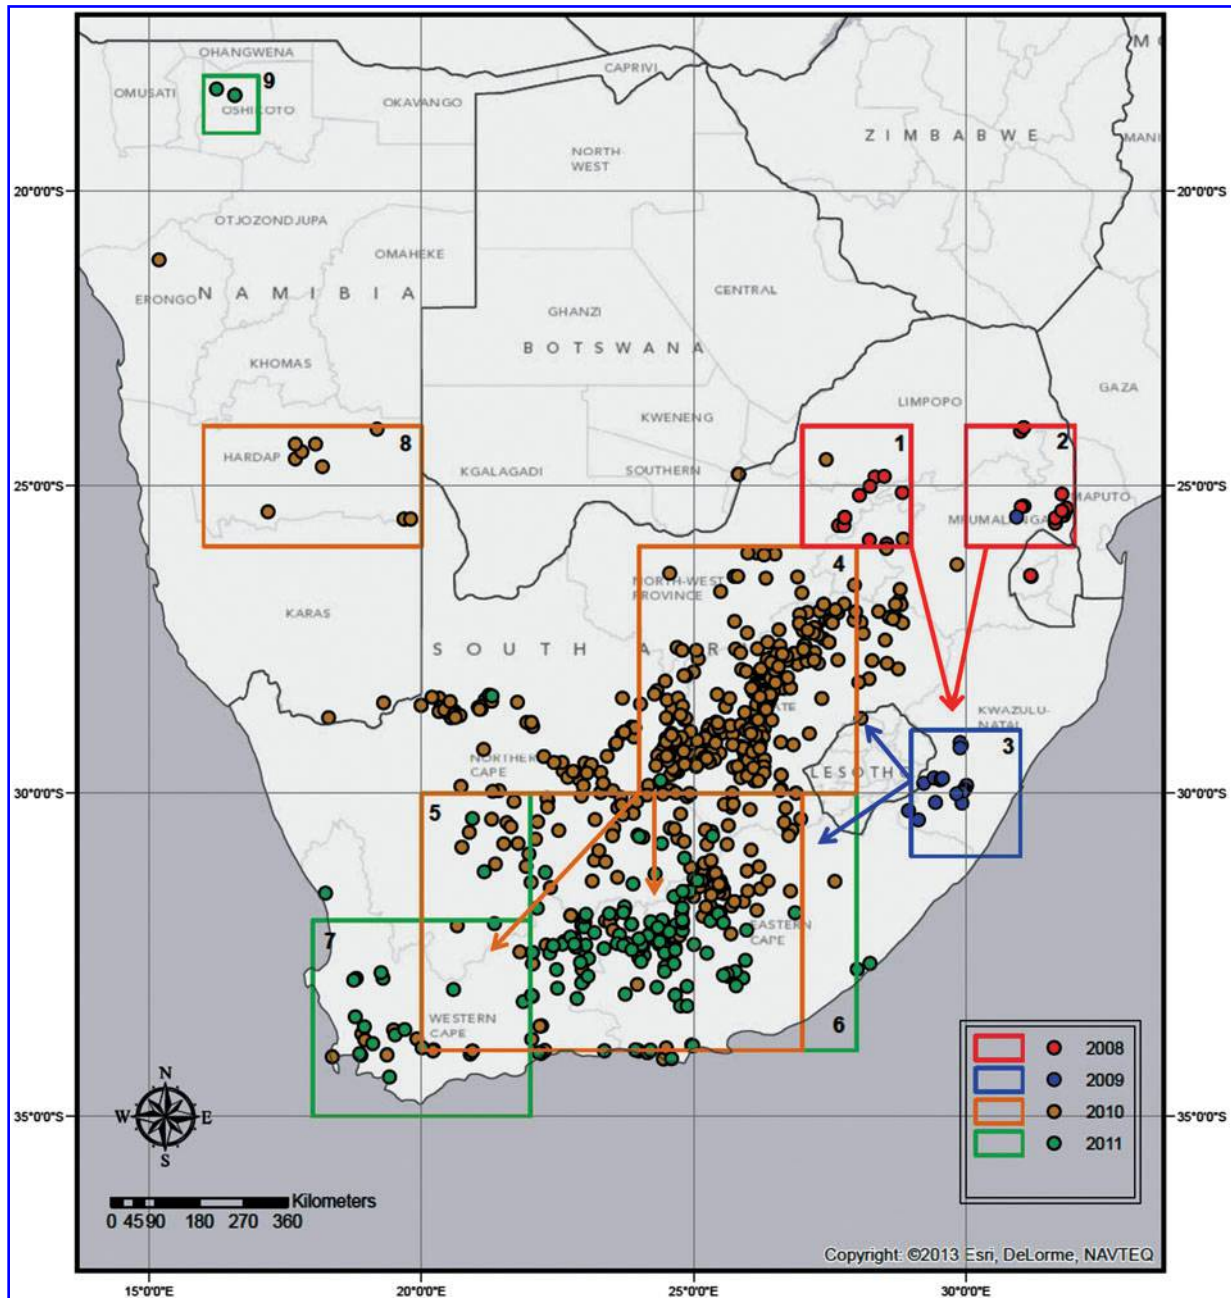 OHANGWENA
OMUSATI
9
OSHIKOTO
OKAVANGO
CAPRIVI
M
ZIMBABWE
MANI
NORTH-
WEST
20°0'0"S
20°0'0"S
OTJOZONDJUPA
OMAHEKE
ERONGO
NAMIBIA
CENTRAL
GHANZI
BOTSWANA
KHOMAS
GAZA
LIMPOPO
KWENENG
8
1
2
HARDAP
KGALAGADI
SOUTHERN
25°0'0"S
25°0'0"S
MAPUTO
MPUMALANGA
4
NORTH-WEST
PROVINCE
KARAS
SOUTH A R
KWAZULU-
NATAL
3
NORTHERN
CAPE
LESOTHO
30°0'0"S
30°0'0"S
5
EASTERN
CAPE
7
WESTERN
CAPE
6
2008
2009
2010
2011
N
W E
S
35°0'0"S
35°0'0"S
Kilometers
0 45 90 180 270 360
Copyright: ©2013 Esri, DeLorme, NAVTEQ
15°0'0"E
20°0'0"E
25°0'0"E
30°0'0"E